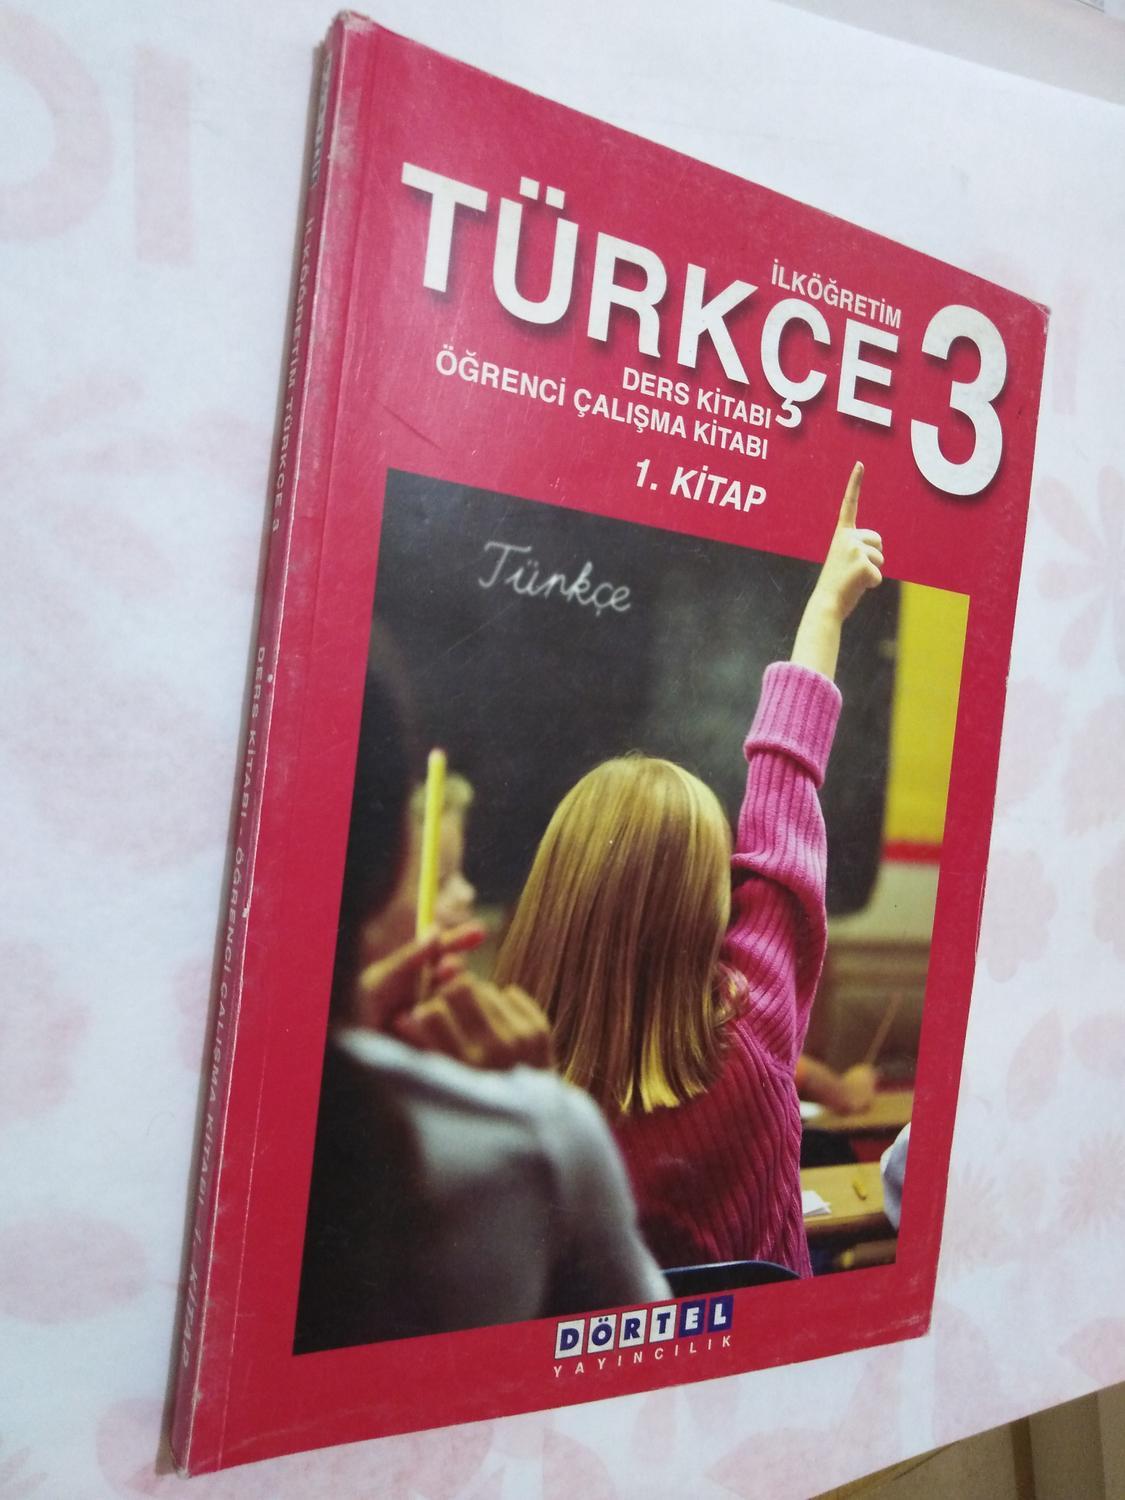 İLKÖĞRETİM
TÜRKÇE 3
DERS KİTABI
ÖĞRENCİ ÇALIŞMA KİTABI
1. KİTAP
Türkçe
DÖRTEL
YAYINCILIK
İLKÖĞRETİM TÜRKÇE 3
DERS KİTABI - ÖĞRENCİ ÇALIŞMA KİTABI 1. KİTAP